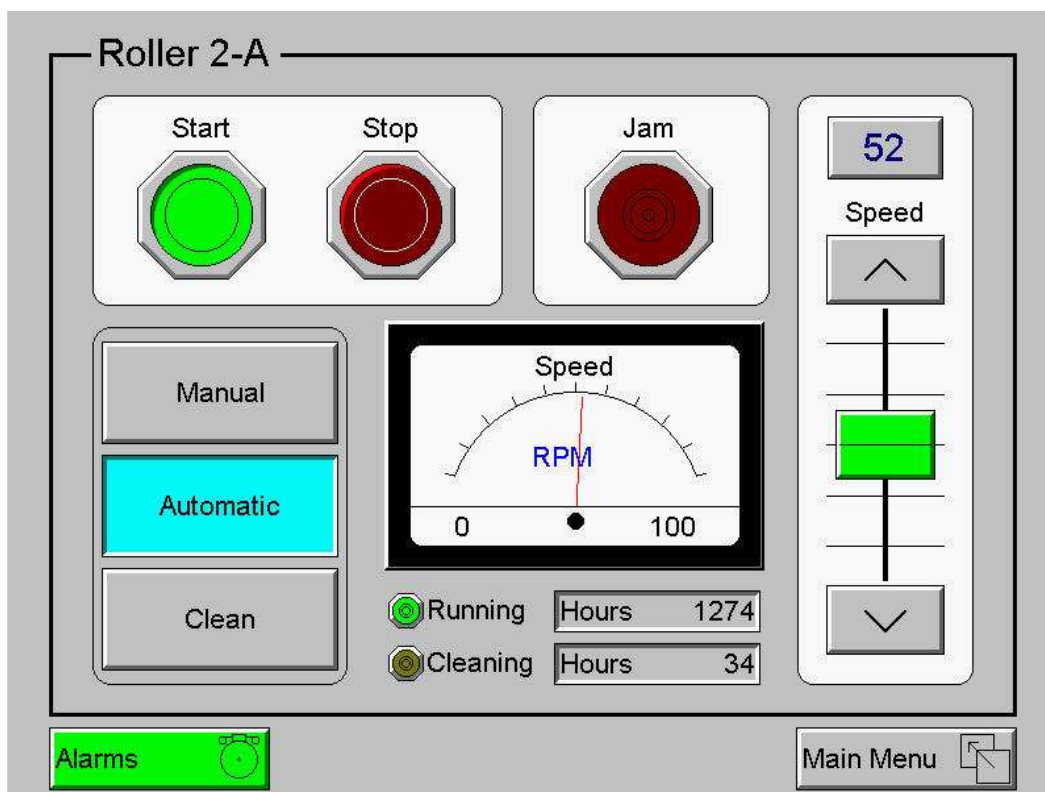 Roller 2-A
Start
Stop
Jam
52
Speed
Manual
Automatic
Clean
Speed
RPM
0
100
Running
Hours 1274
Cleaning
Hours 34
Alarms
Main Menu